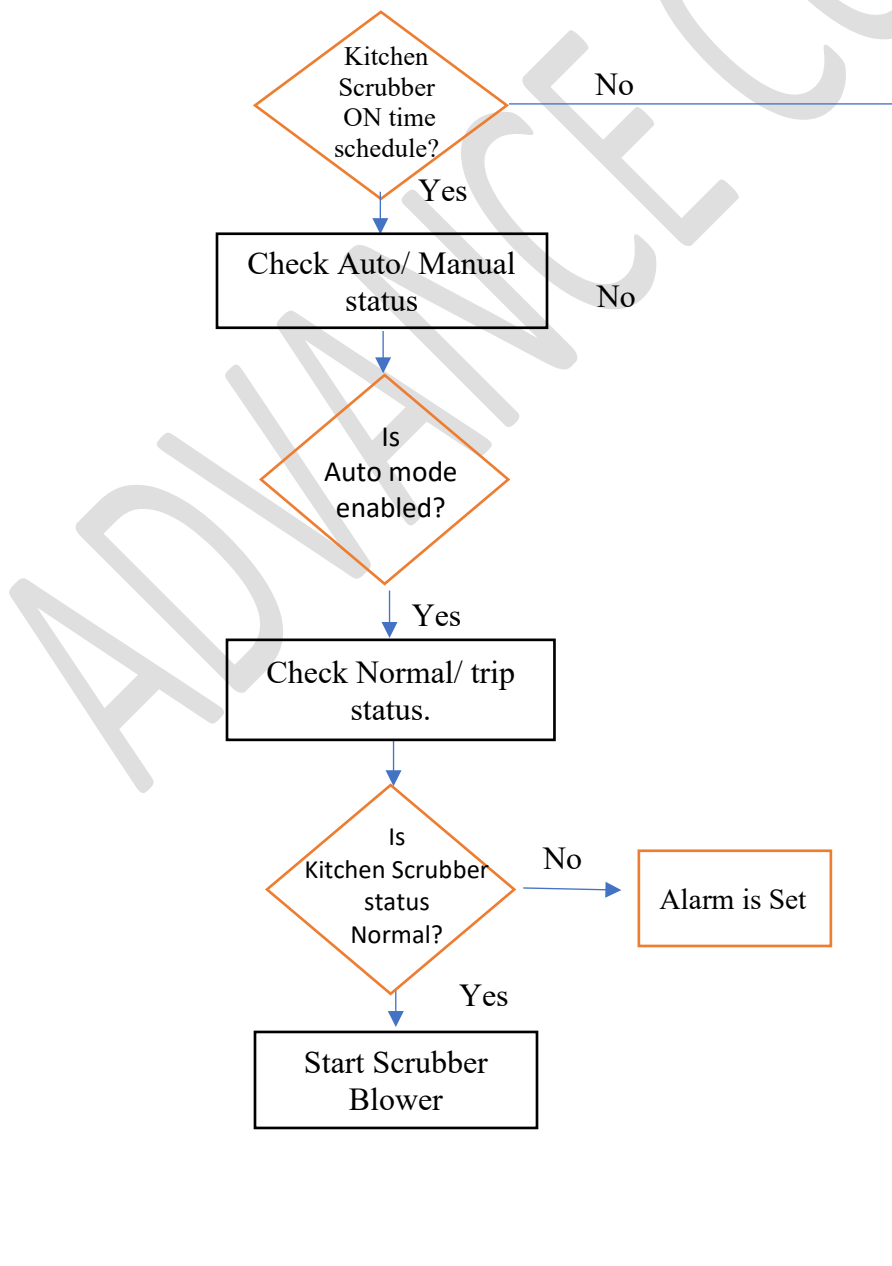 Kitchen
Scrubber
ON time
schedule?
No
Yes
Check Auto/ Manual
status
No
Is
Auto mode
enabled?
Yes
Check Normal/ trip
status.
Is
Kitchen Scrubber
status
Normal?
No
Alarm is Set
Yes
Start Scrubber
Blower
ADVANCE CO